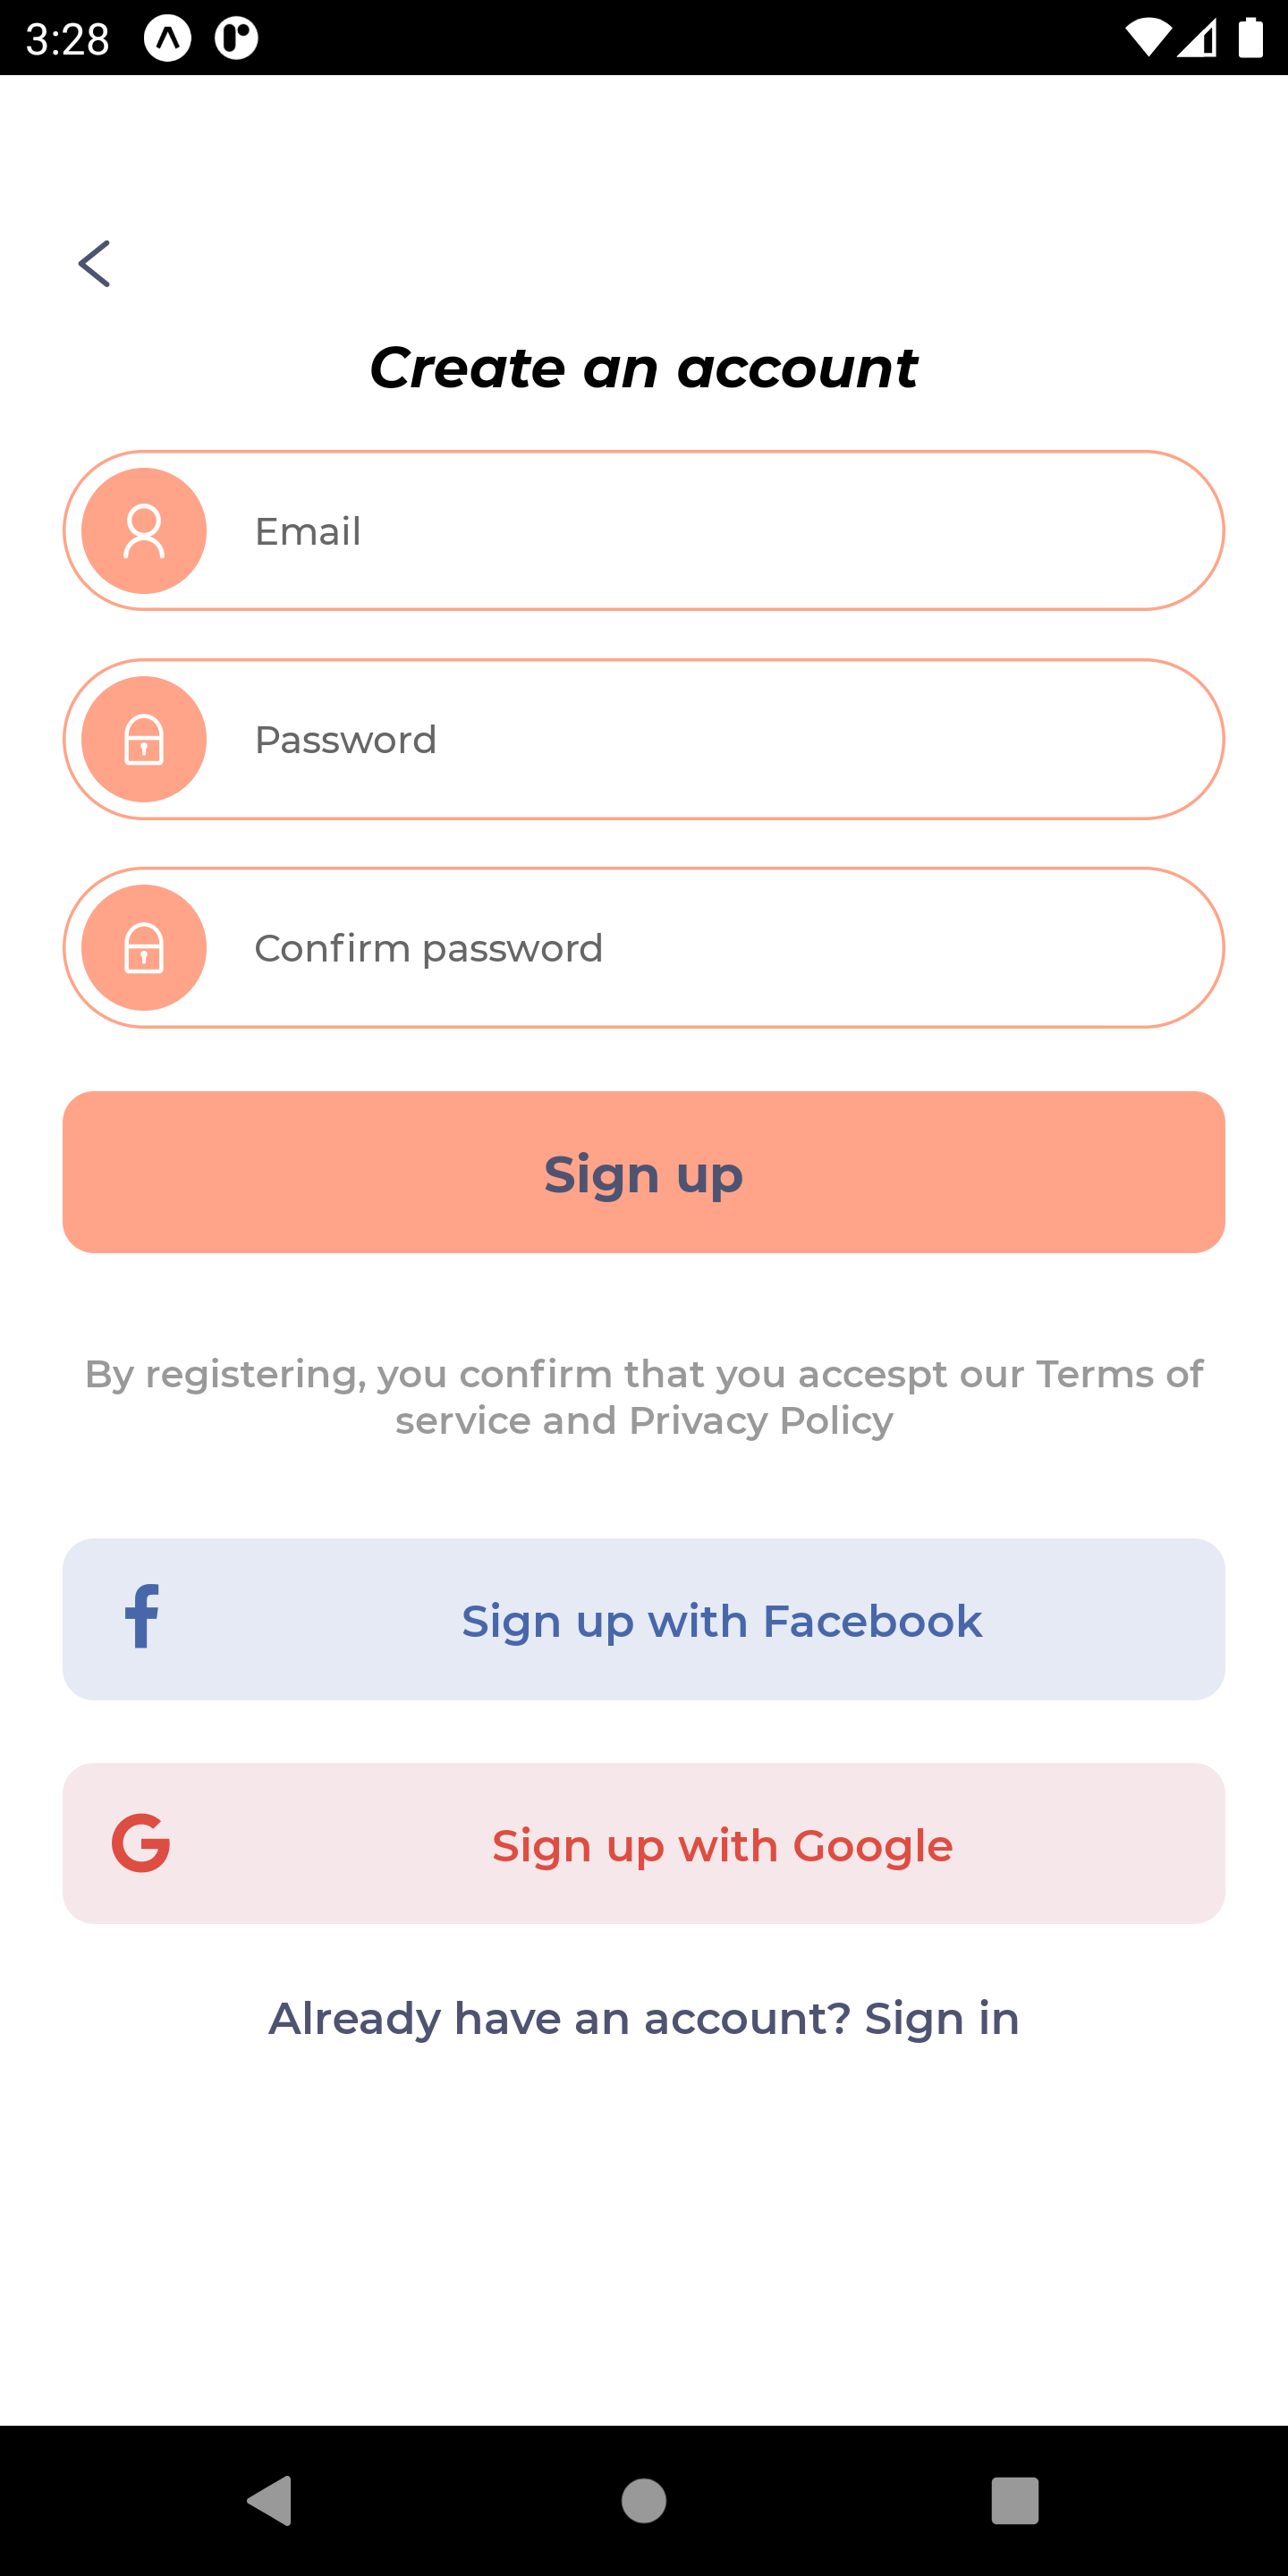 3:28
Create an account
Email
Password
Confirm password
Sign up
By registering, you confirm that you accespt our Terms of
service and Privacy Policy
Sign up with Facebook
Sign up with Google
Already have an account? Sign in